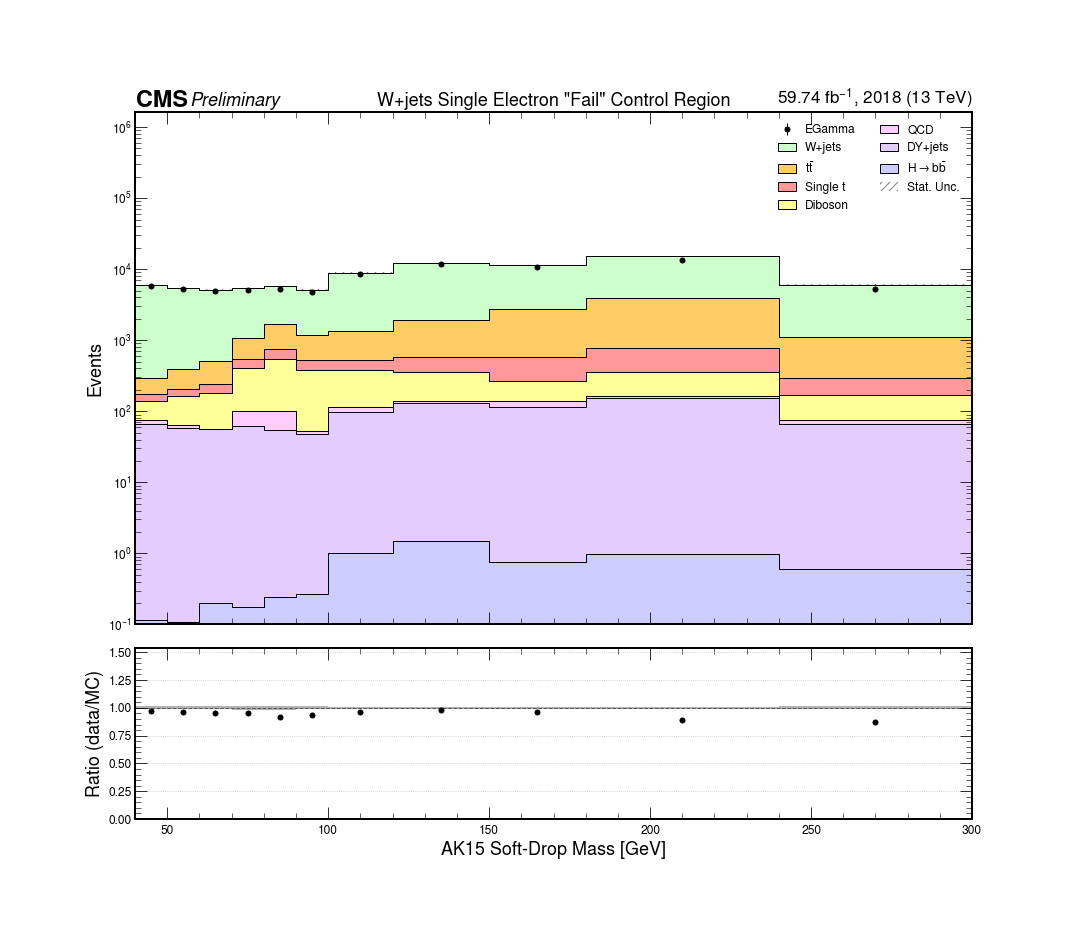 CMS Preliminary W+jets Single Electron "Fail" Control Region 59.74 fb⁻¹, 2018 (13 TeV)
EGamma
W+jets
tt̄
Single t
Diboson
QCD
DY+jets
H→bb̄
Stat. Unc.
Events
10⁶
10⁵
10⁴
10³
10²
10¹
10⁰
10⁻¹
Ratio (data/MC)
1.50
1.25
1.00
0.75
0.50
0.25
0.00
50 100 150 200 250 300
AK15 Soft-Drop Mass [GeV]